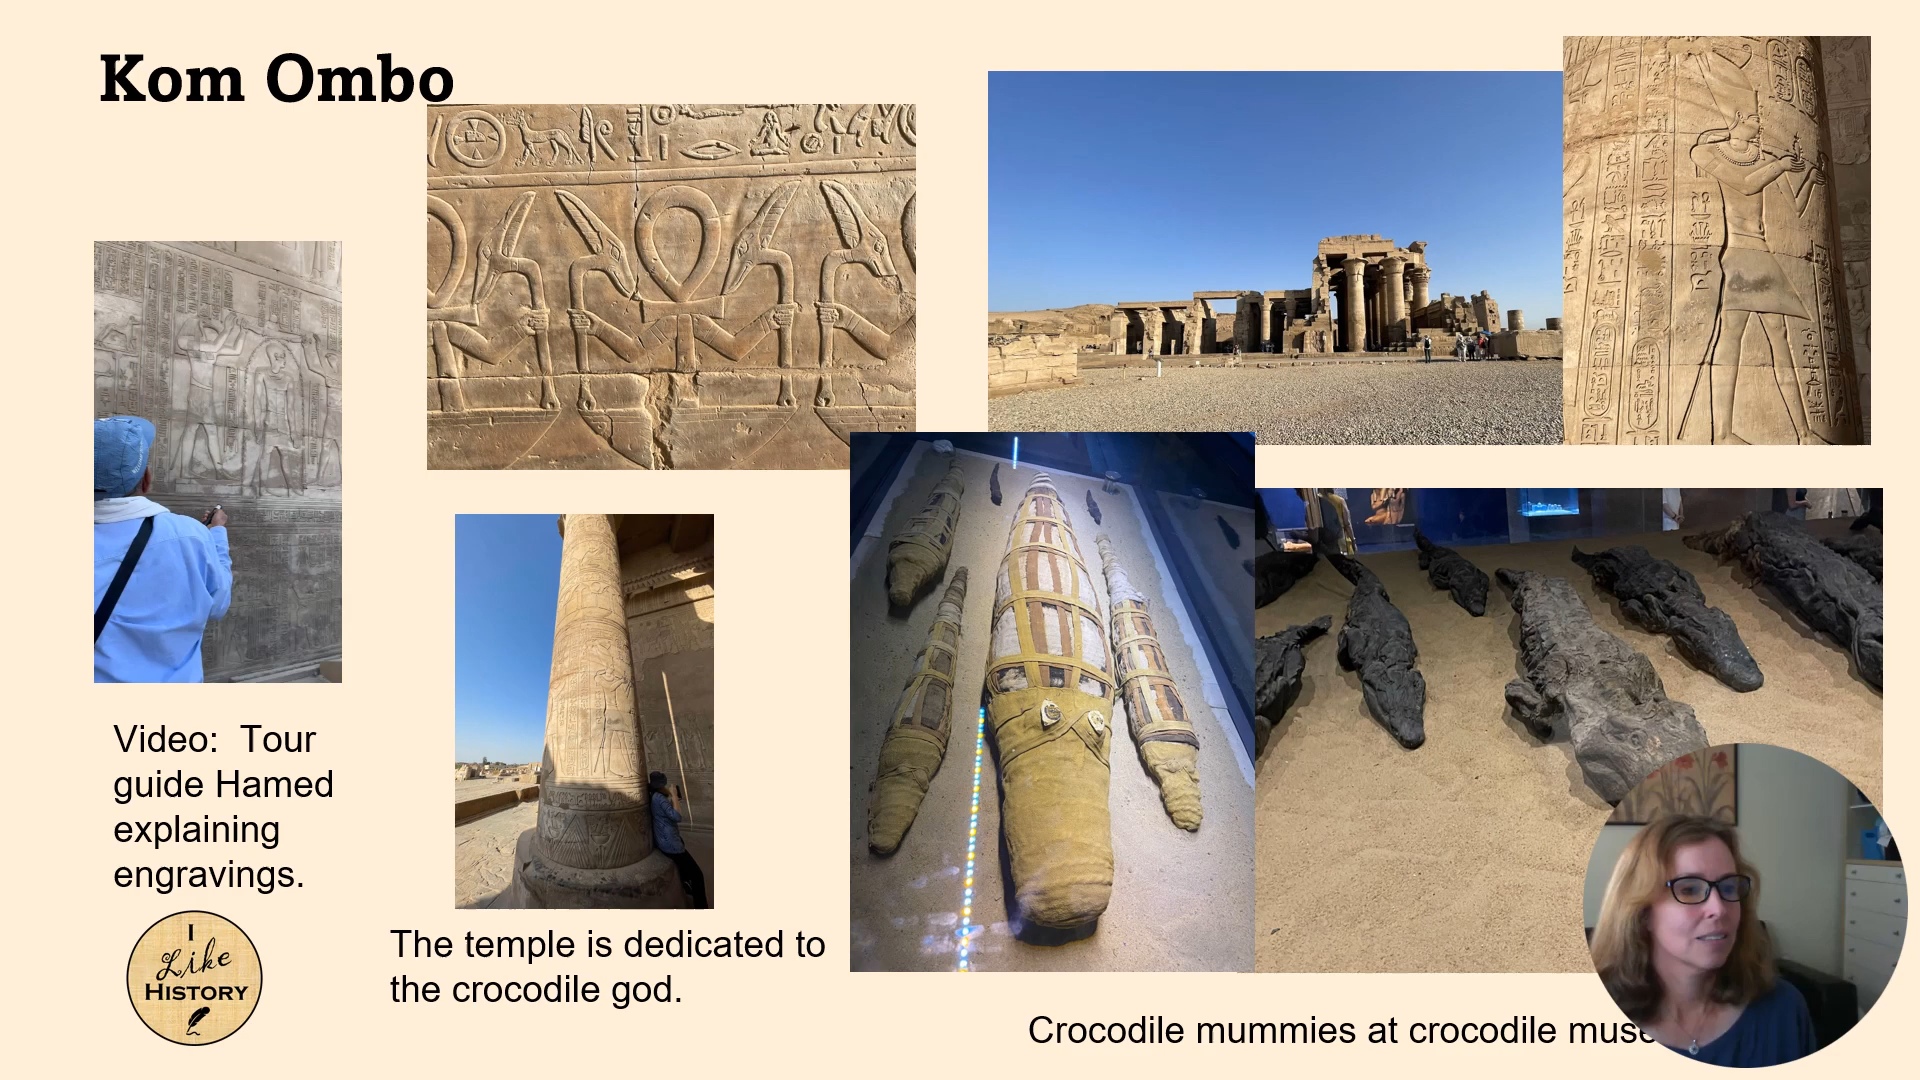 Kom Ombo
Video:  Tour
guide Hamed
explaining
engravings.
The temple is dedicated to
the crocodile god.
Crocodile mummies at crocodile
I
Like
HISTORY